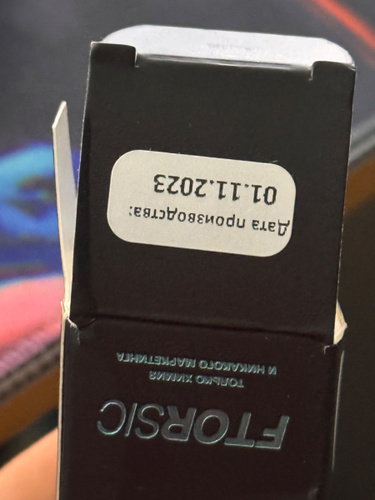 FTORSIC
ТОЛЬКО ХИМИЯ
И НИКАКОГО МАРКЕТИНГА
Дата производства:
01.11.2023